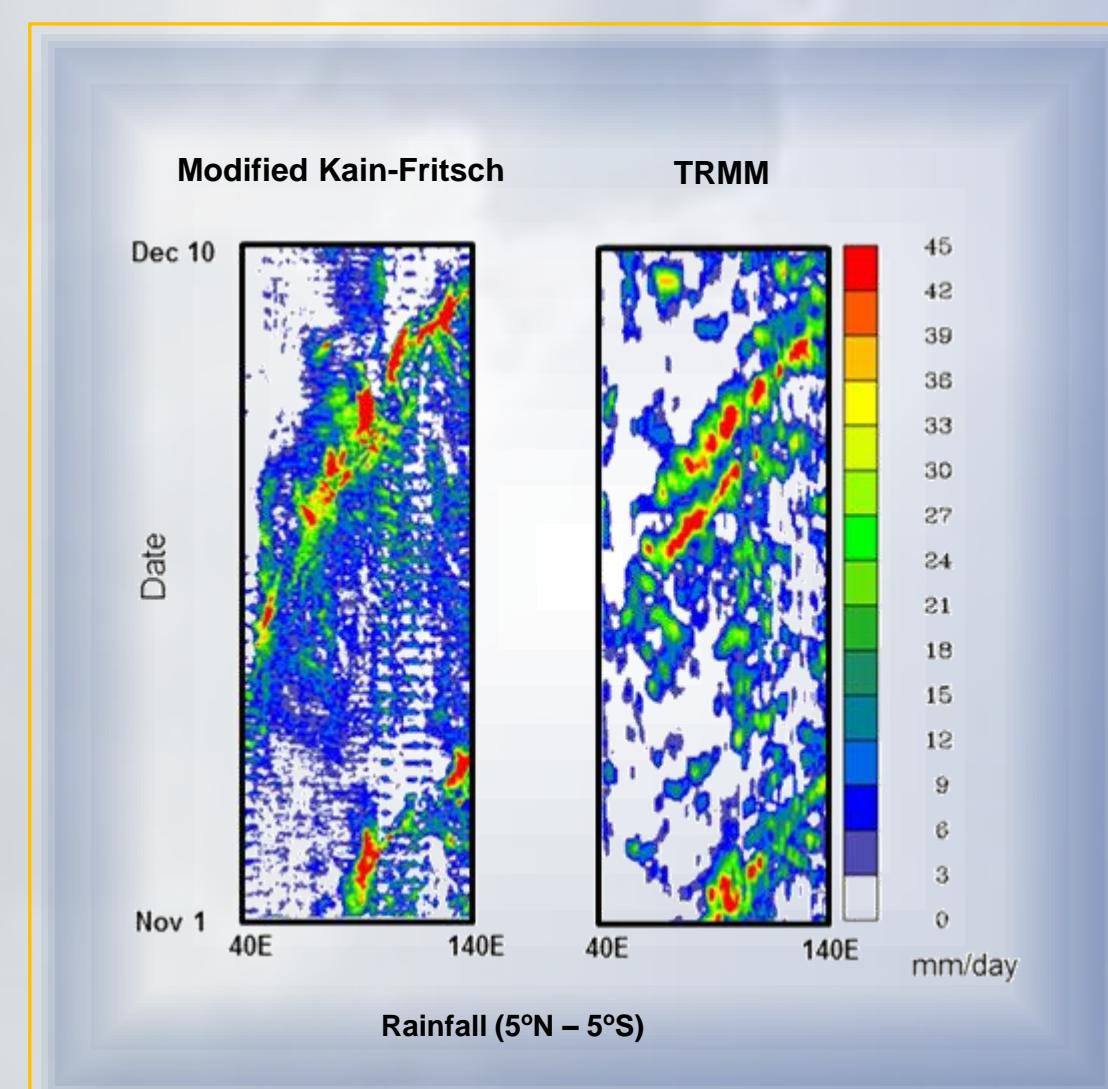 Modified Kain-Fritsch
TRMM
Dec 10
Date
Nov 1
40E
140E
40E
140E
45
42
39
36
33
30
27
24
21
18
15
12
9
6
3
0
mm/day
Rainfall (5ºN – 5ºS)